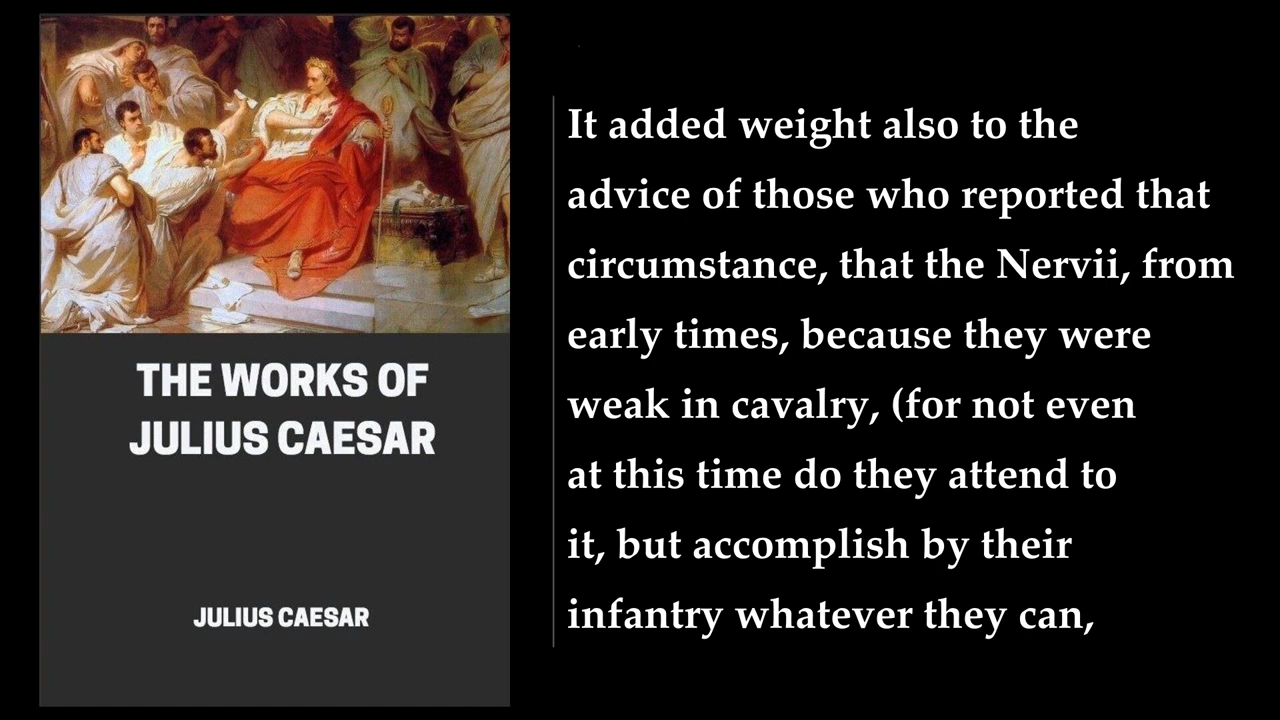 THE WORKS OF
JULIUS CAESAR
JULIUS CAESAR
It added weight also to the
advice of those who reported that
circumstance, that the Nervii, from
early times, because they were
weak in cavalry, (for not even
at this time do they attend to
it, but accomplish by their
infantry whatever they can,